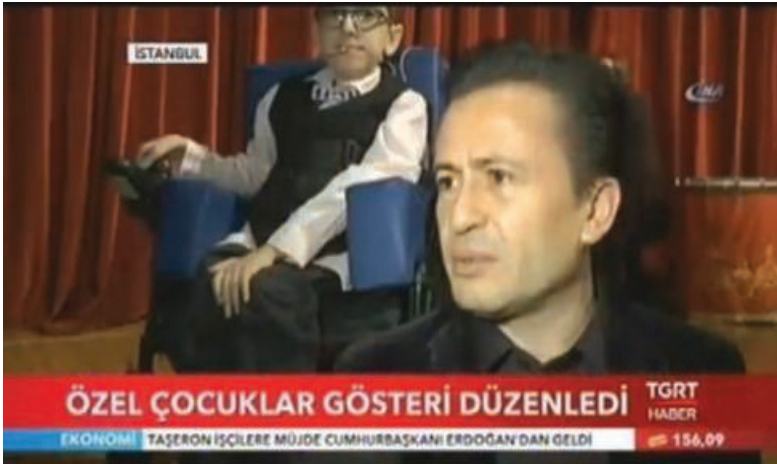 İSTANBUL
İHA
ÖZEL ÇOCUKLAR GÖSTERİ DÜZENLEDİ
TGRT
HABER
EKONOMİ TAŞERON İŞÇİLERE MÜJDE CUMHURBAŞKANI ERDOĞAN'DAN GELDİ 156,09